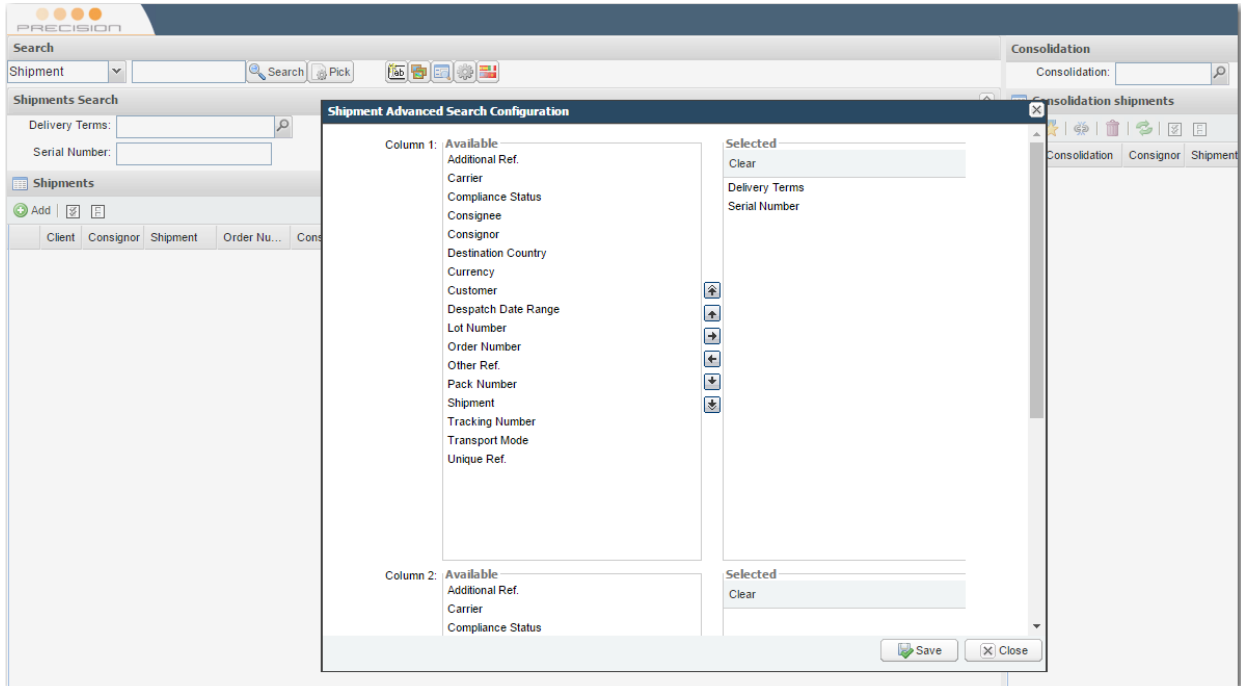 PRECISION
Search
Shipment Search Pick ab
Shipments Search
Delivery Terms:
Serial Number:
Shipments
Add
Client Consignor Shipment Order Nu... Cons
Consolidation
Consolidation:
Consolidation shipments
Consolidation Consignor Shipment
Shipment Advanced Search Configuration
Column 1: Available
Additional Ref.
Carrier
Compliance Status
Consignee
Consignor
Destination Country
Currency
Customer
Despatch Date Range
Lot Number
Order Number
Other Ref.
Pack Number
Shipment
Tracking Number
Transport Mode
Unique Ref.
Selected
Clear
Delivery Terms
Serial Number
Column 2: Available
Additional Ref.
Carrier
Compliance Status
Selected
Clear
Save Close